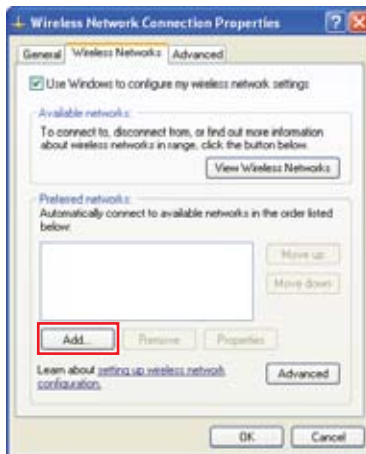 Wireless Network Connection Properties
General Wireless Networks Advanced
Use Windows to configure my wireless network settings
Available networks:
To connect to, disconnect from, or find out more information
about wireless networks in range, click the button below.
View Wireless Networks
Preferred networks:
Automatically connect to available networks in the order listed
below:
Move up
Move down
Add... Remove Properties
Learn about setting up wireless network
configuration.
Advanced
OK Cancel